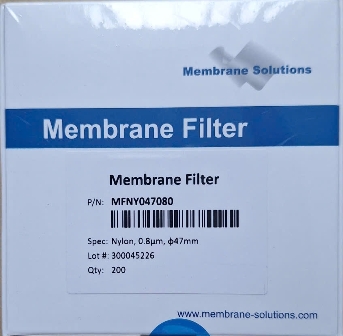 Membrane Solutions
Membrane Filter
Membrane Filter
P/N: MFNY047080
Spec: Nylon, 0.8μm, ϕ47mm
Lot #: 300045226
Qty: 200
www.membrane-solutions.com